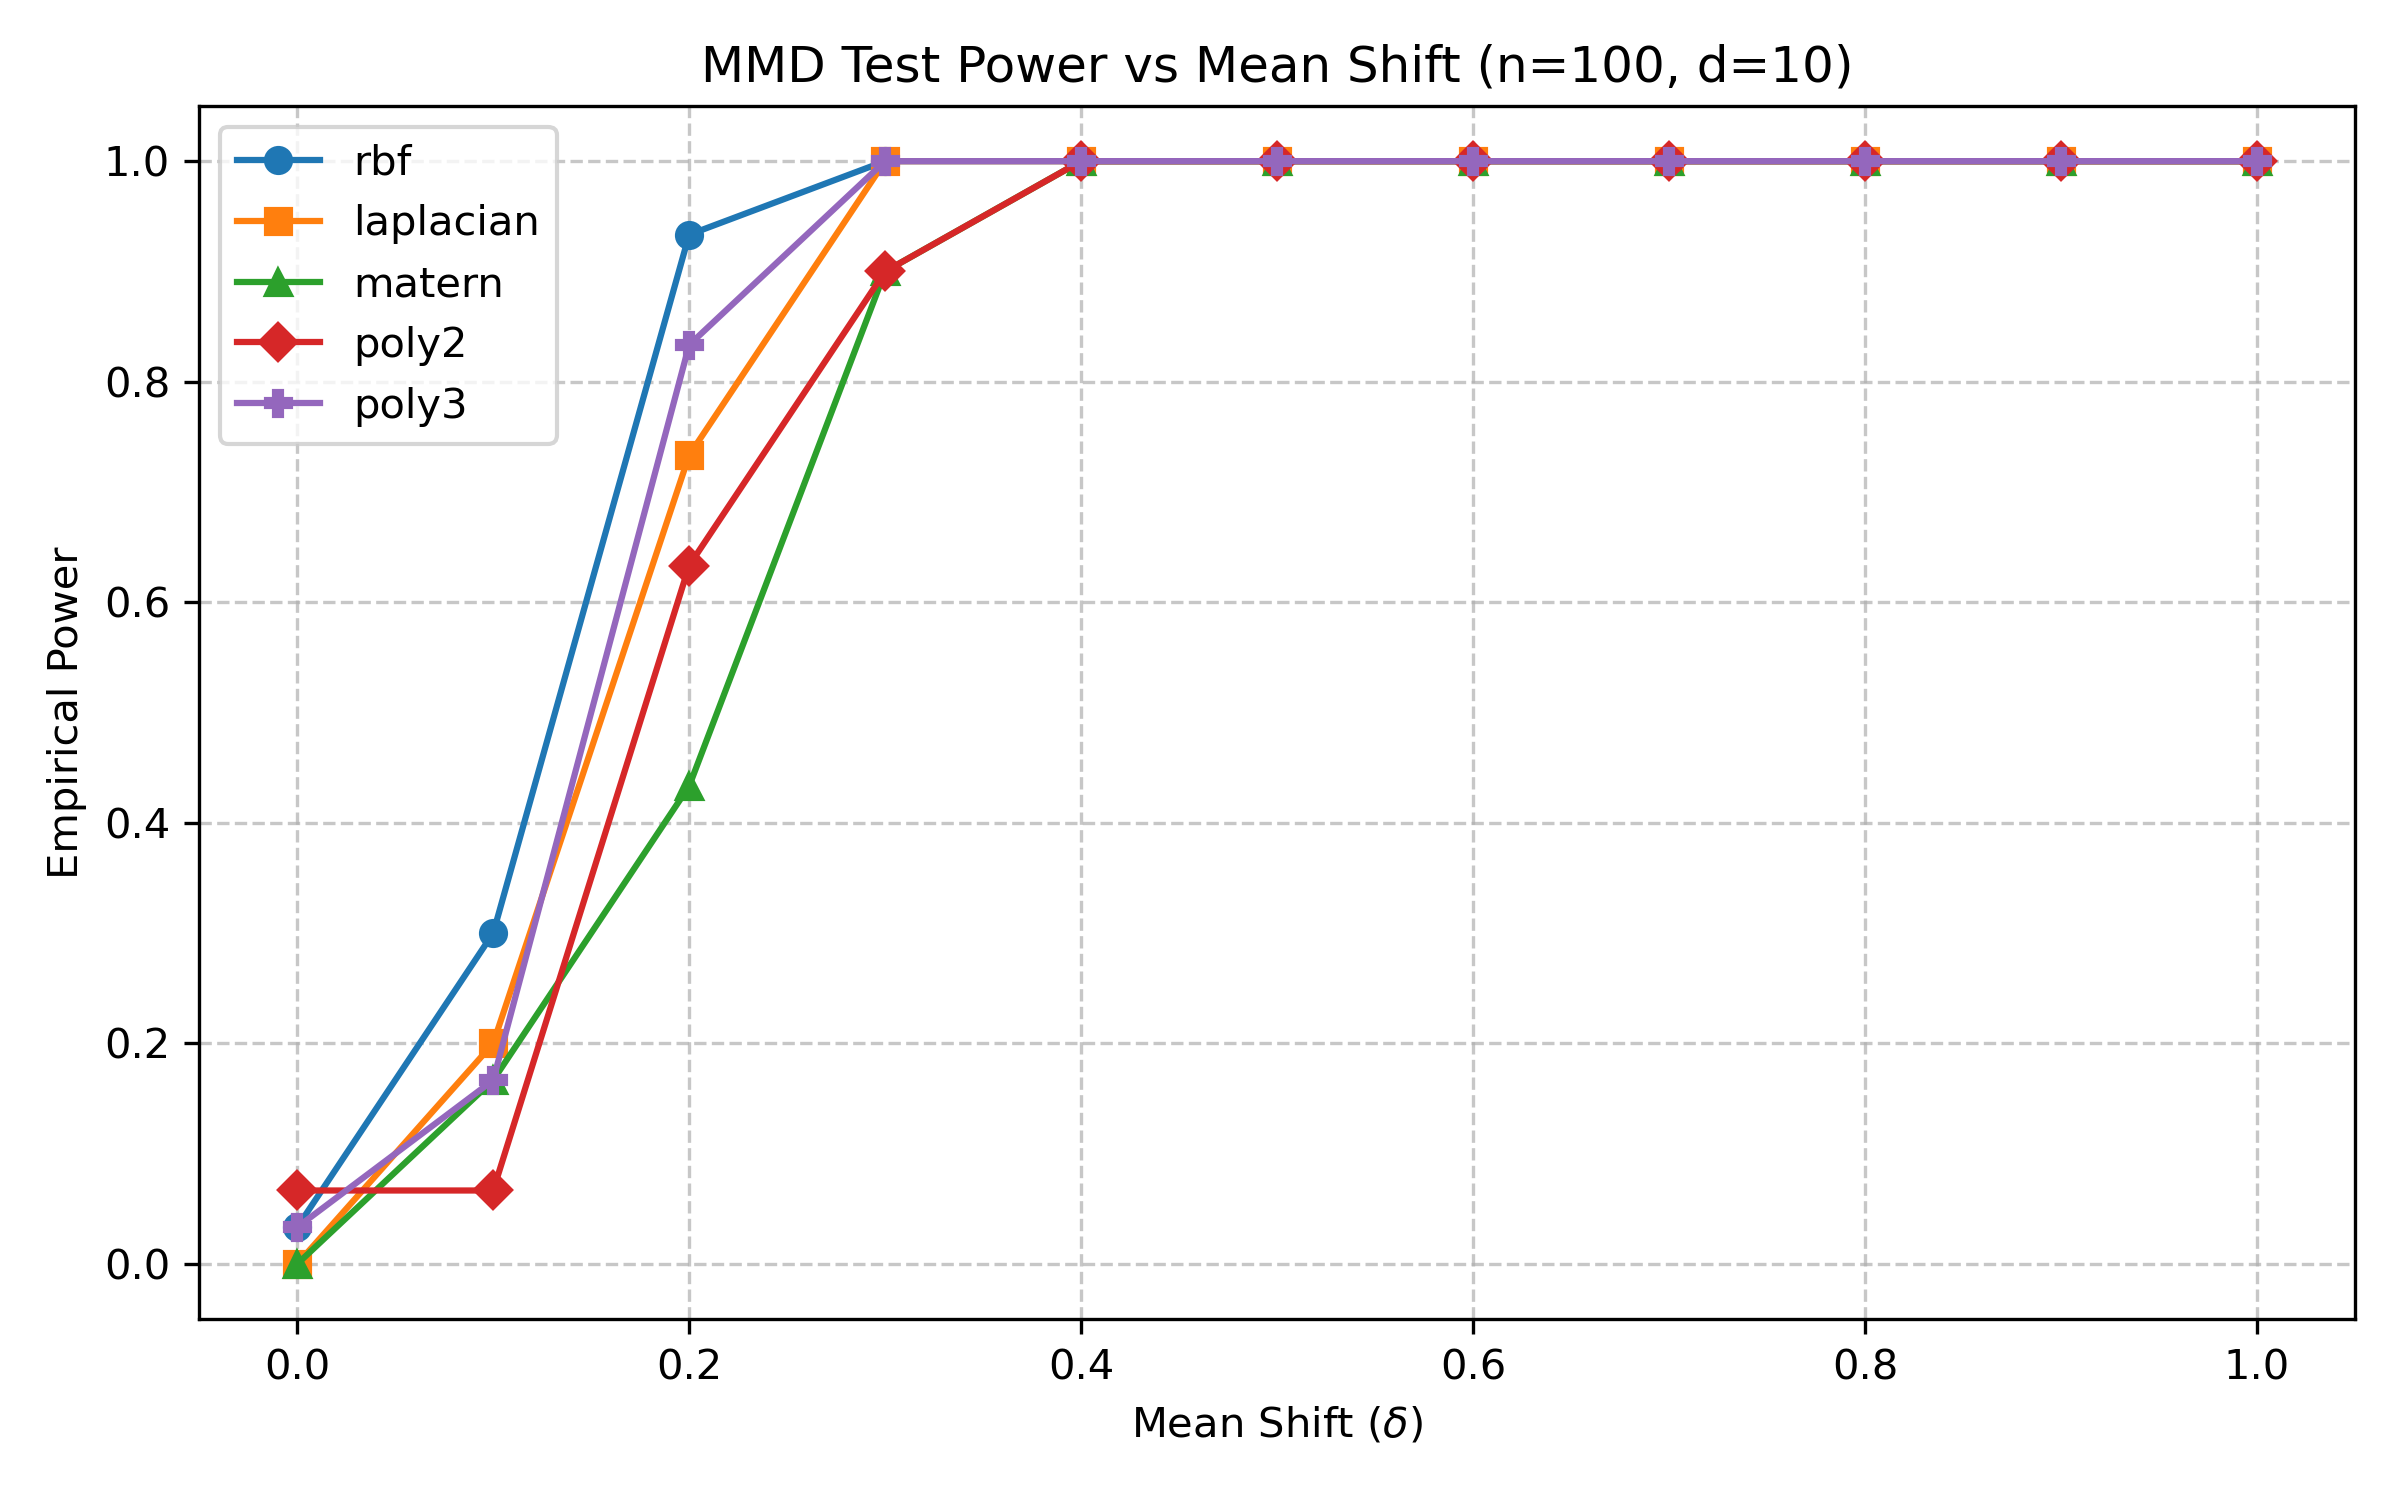 MMD Test Power vs Mean Shift (n=100, d=10)
rbf
laplacian
matern
poly2
poly3
Empirical Power
1.0
0.8
0.6
0.4
0.2
0.0
0.0 0.2 0.4 0.6 0.8 1.0
Mean Shift (δ)